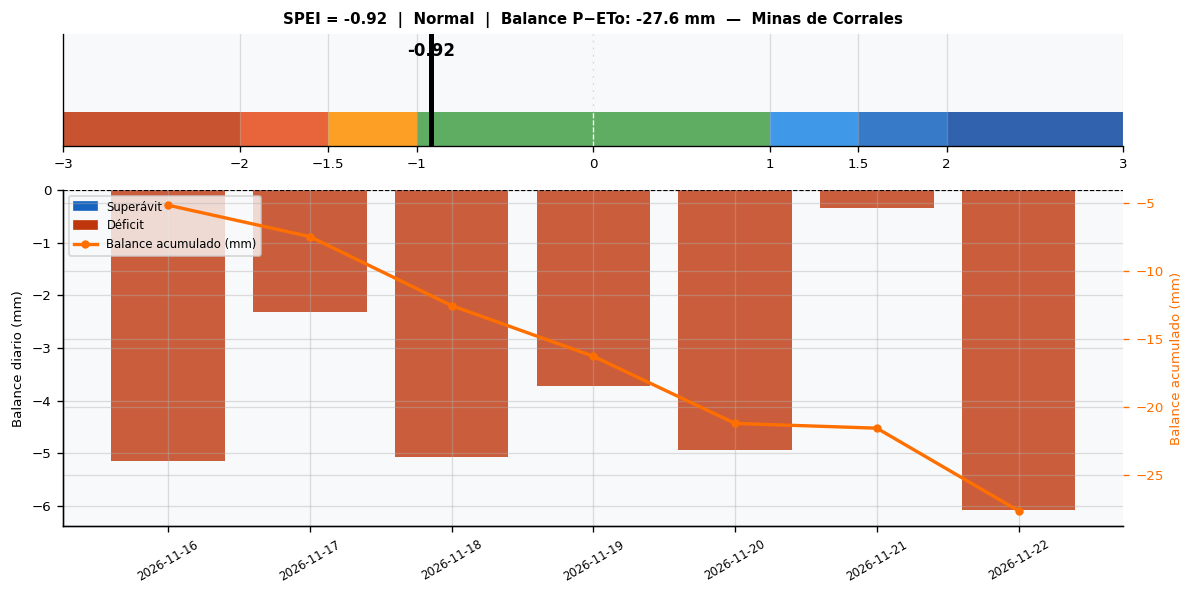 SPEI = -0.92  |  Normal  |  Balance P−ETo: -27.6 mm  —  Minas de Corrales
-0.92
−3 −2 −1.5 −1 0 1 1.5 2 3
Superávit
Déficit
Balance acumulado (mm)
Balance diario (mm)
0
−1
−2
−3
−4
−5
−6
−5
−10
−15
−20
−25
Balance acumulado (mm)
2026-11-16 2026-11-17 2026-11-18 2026-11-19 2026-11-20 2026-11-21 2026-11-22